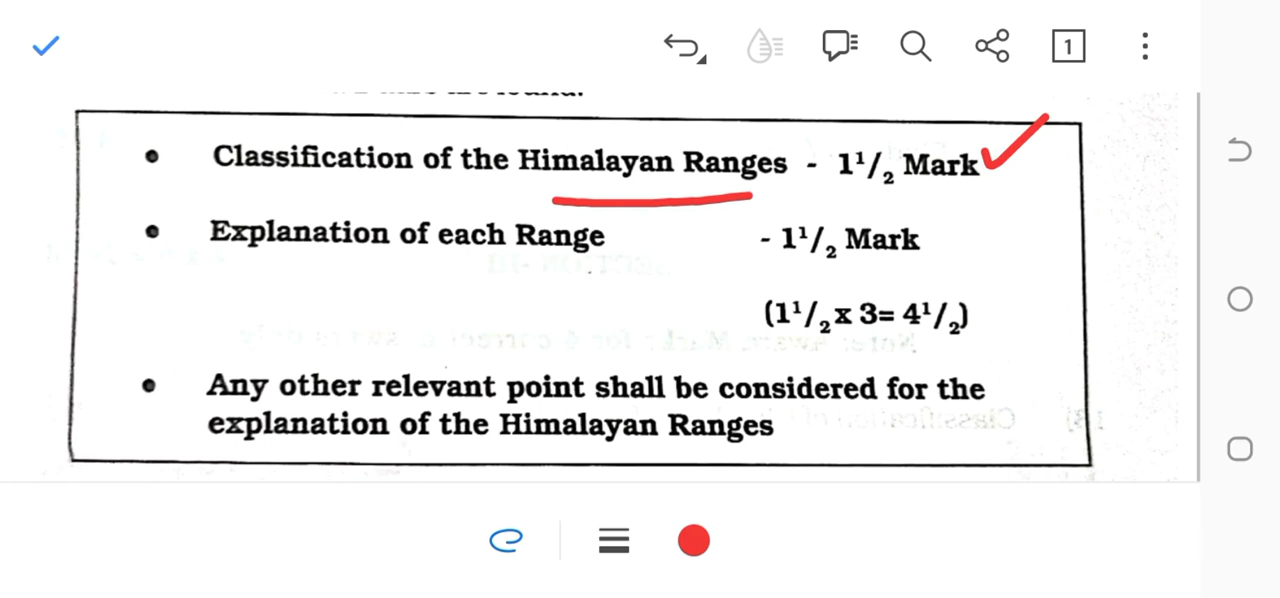 1
• Classification of the Himalayan Ranges - 1¹/₂ Mark
• Explanation of each Range - 1¹/₂ Mark
(1¹/₂ x 3= 4¹/₂)
• Any other relevant point shall be considered for the
explanation of the Himalayan Ranges